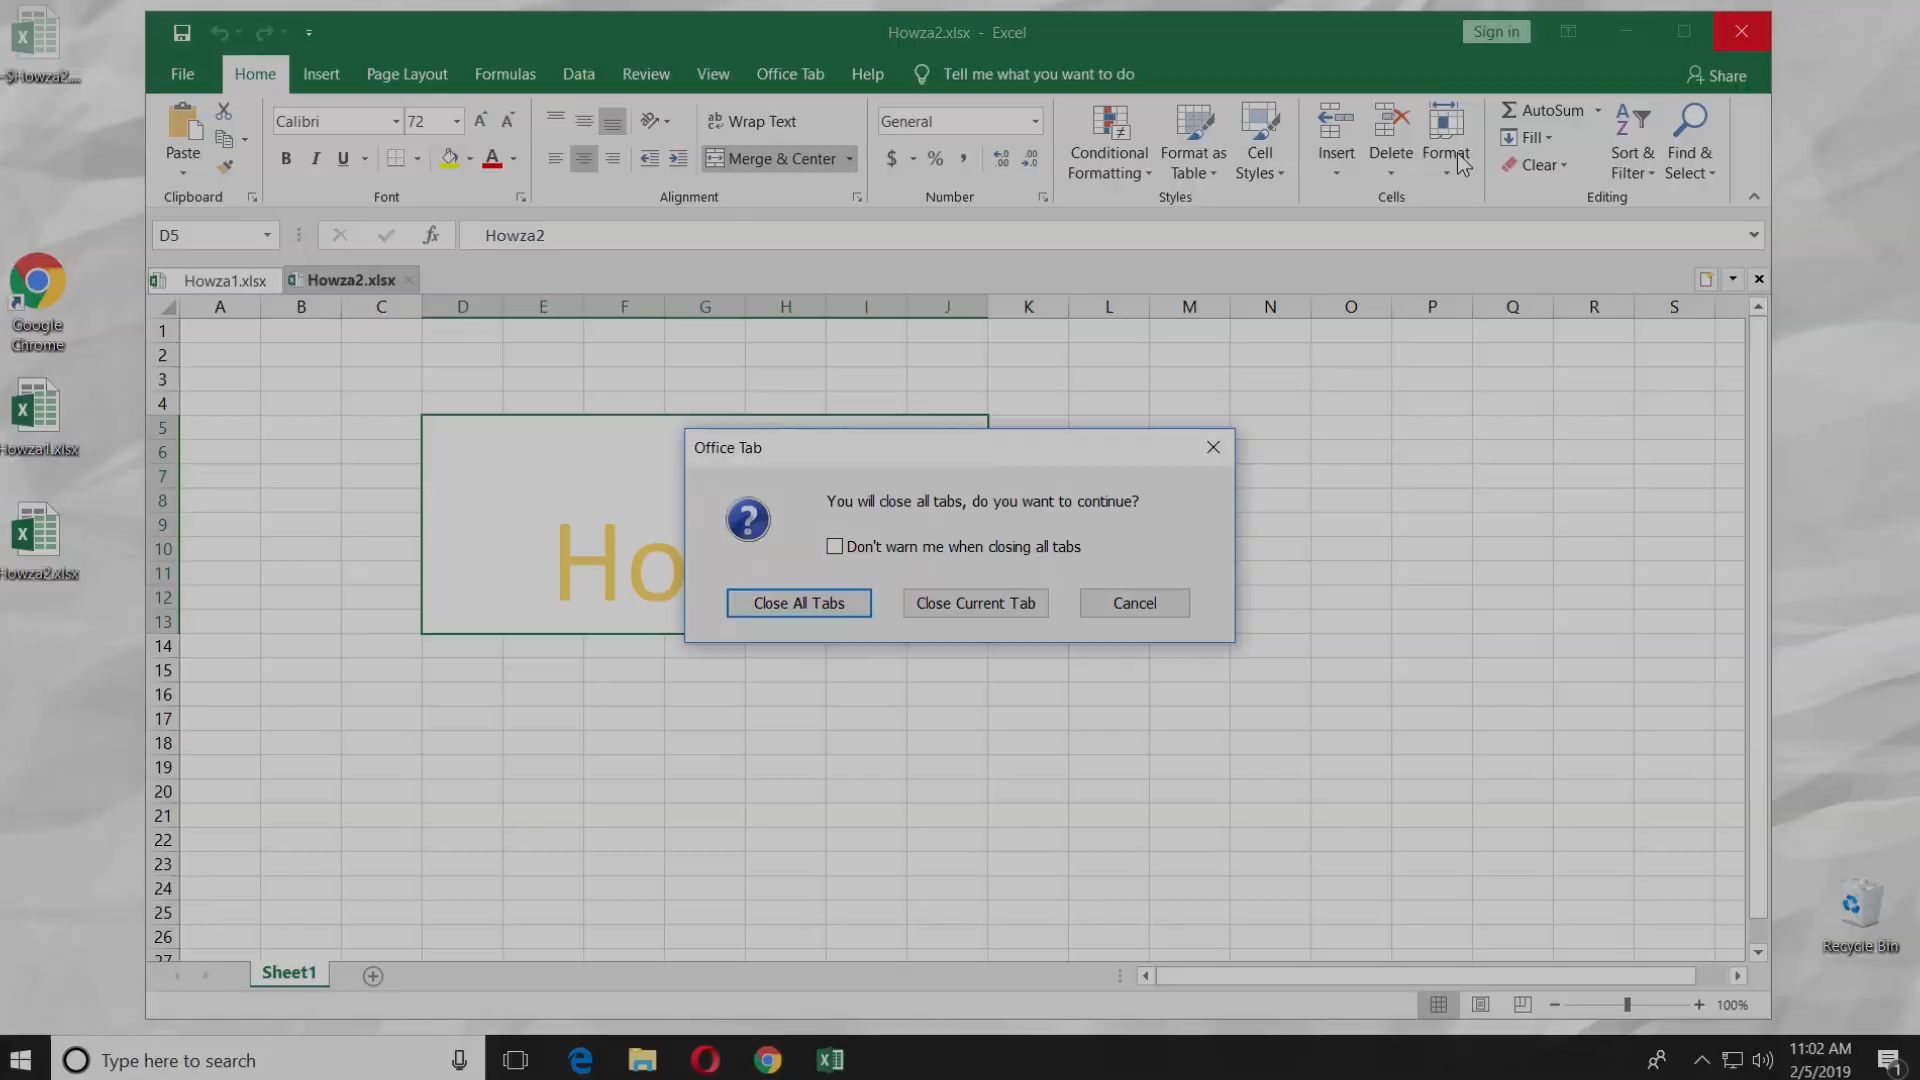 Howza2.xlsx - Excel
Sign in
File Home Insert Page Layout Formulas Data Review View Office Tab Help Tell me what you want to do
Share
Paste
Calibri 72
B I U
ab Wrap Text
Merge & Center
General
$ % ,
Conditional Formatting
Format as Table
Cell Styles
Insert
Delete
Format
AutoSum
Fill
Clear
Sort & Filter
Find & Select
Clipboard Font Alignment Number Styles Cells Editing
D5 fx Howza2
Howza1.xlsx Howza2.xlsx
A B C D E F G H I J K L M N O P Q R S
1
2
3
4
5
6
7
8
9
10
11
12
13
14
15
16
17
18
19
20
21
22
23
24
25
26
27
Ho
Office Tab
You will close all tabs, do you want to continue?
Don't warn me when closing all tabs
Close All Tabs Close Current Tab Cancel
Sheet1
100%
~$Howza2....
Google
Chrome
Howza1.xlsx
Howza2.xlsx
Recycle Bin
Type here to search
11:02 AM
2/5/2019
1